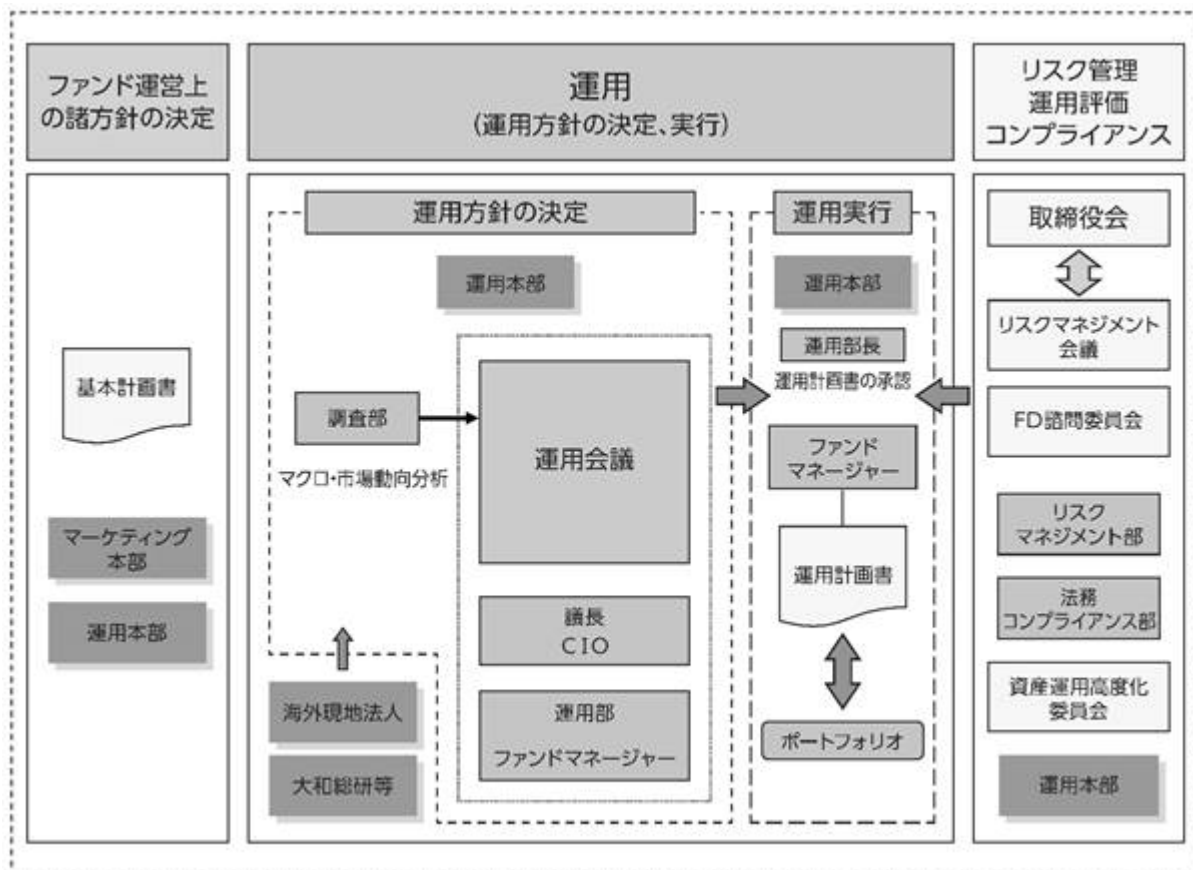 ファンド運営上
の諸方針の決定
運用
(運用方針の決定、実行)
リスク管理
運用評価
コンプライアンス
基本計画書
マーケティング
本部
運用本部
運用方針の決定
運用本部
調査部
マクロ・市場動向分析
運用会議
議長
CIO
運用部
ファンドマネージャー
海外現地法人
大和総研等
運用実行
運用本部
運用部長
運用計画書の承認
ファンド
マネージャー
運用計画書
ポートフォリオ
取締役会
リスクマネジメント
会議
FD諮問委員会
リスク
マネジメント部
法務
コンプライアンス部
資産運用高度化
委員会
運用本部